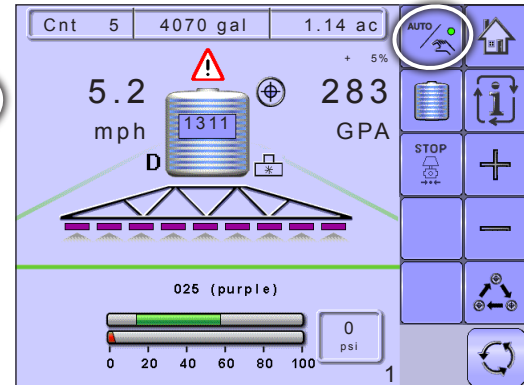 Cnt 5 4070 gal 1.14 ac
AUTO
+ 5%
5.2 283
mph 1311 GPA
D
STOP
025 (purple)
0
psi
0 20 40 60 80 100
1